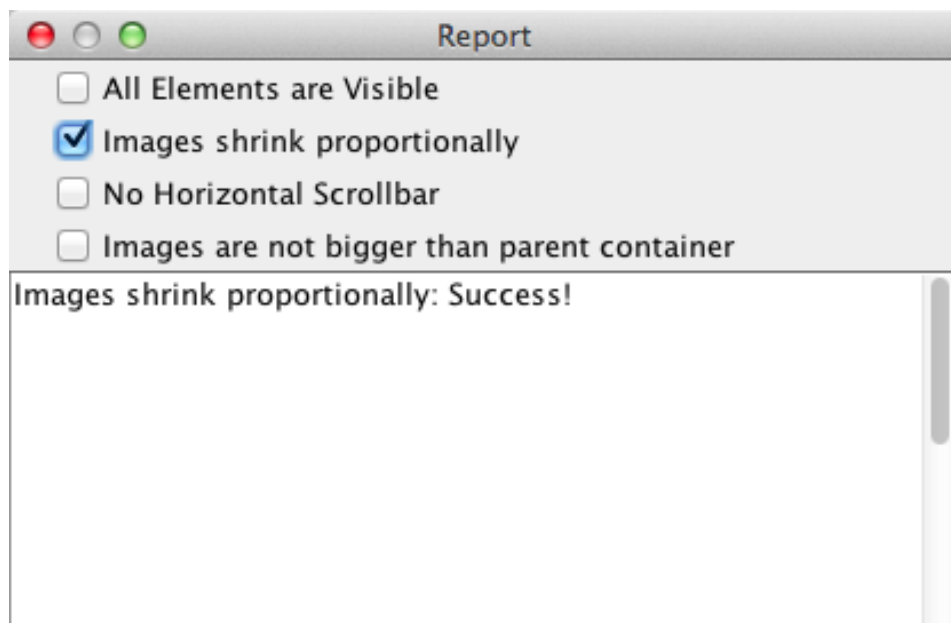 Report
All Elements are Visible
Images shrink proportionally
No Horizontal Scrollbar
Images are not bigger than parent container
Images shrink proportionally: Success!